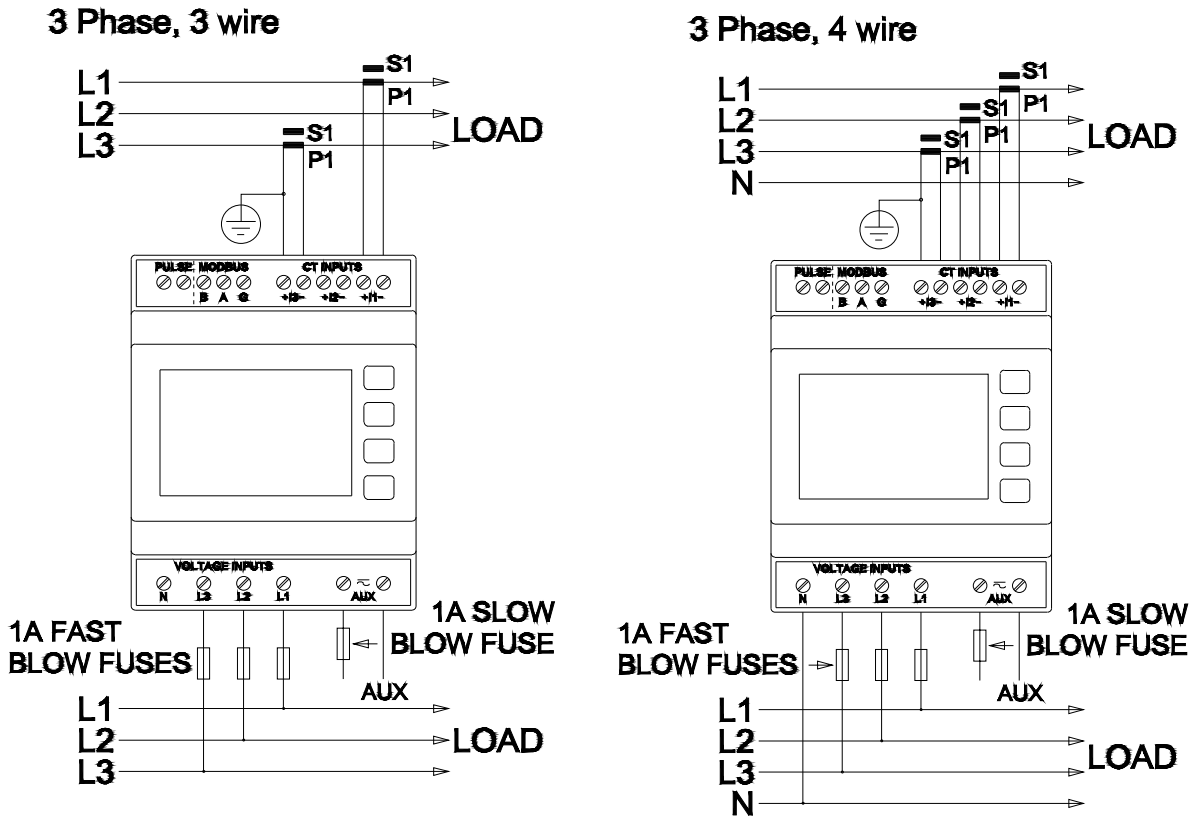 3 Phase, 3 wire
L1
S1
P1
L2
LOAD
L3
S1
P1
PULSE MODBUS CT INPUTS
B A G +I3- +I2- +I1-
VOLTAGE INPUTS
N L3 L2 L1 AUX
1A FAST
BLOW FUSES
1A SLOW
BLOW FUSE
AUX
L1
L2
LOAD
L3
3 Phase, 4 wire
L1
S1
P1
L2
S1
P1
LOAD
L3
S1
P1
N
PULSE MODBUS CT INPUTS
B A G +I3- +I2- +I1-
VOLTAGE INPUTS
N L3 L2 L1 AUX
1A FAST
BLOW FUSES
1A SLOW
BLOW FUSE
AUX
L1
L2
LOAD
L3
N